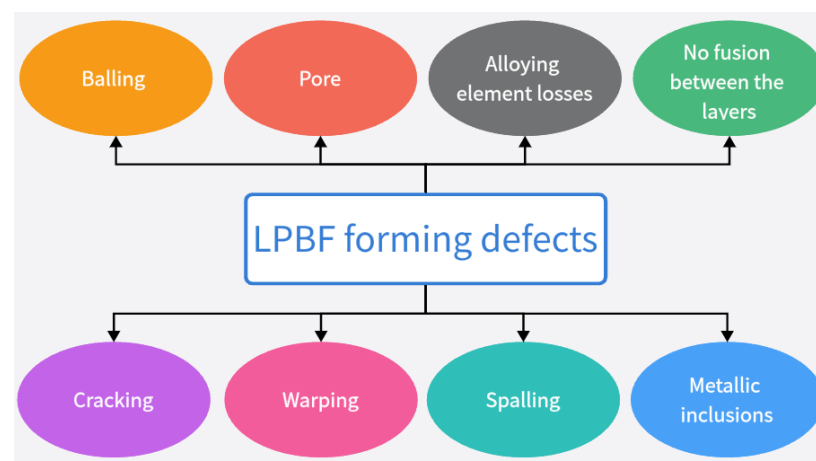 Balling
Pore
Alloying
element losses
No fusion
between the
layers
LPBF forming defects
Cracking
Warping
Spalling
Metallic
inclusions